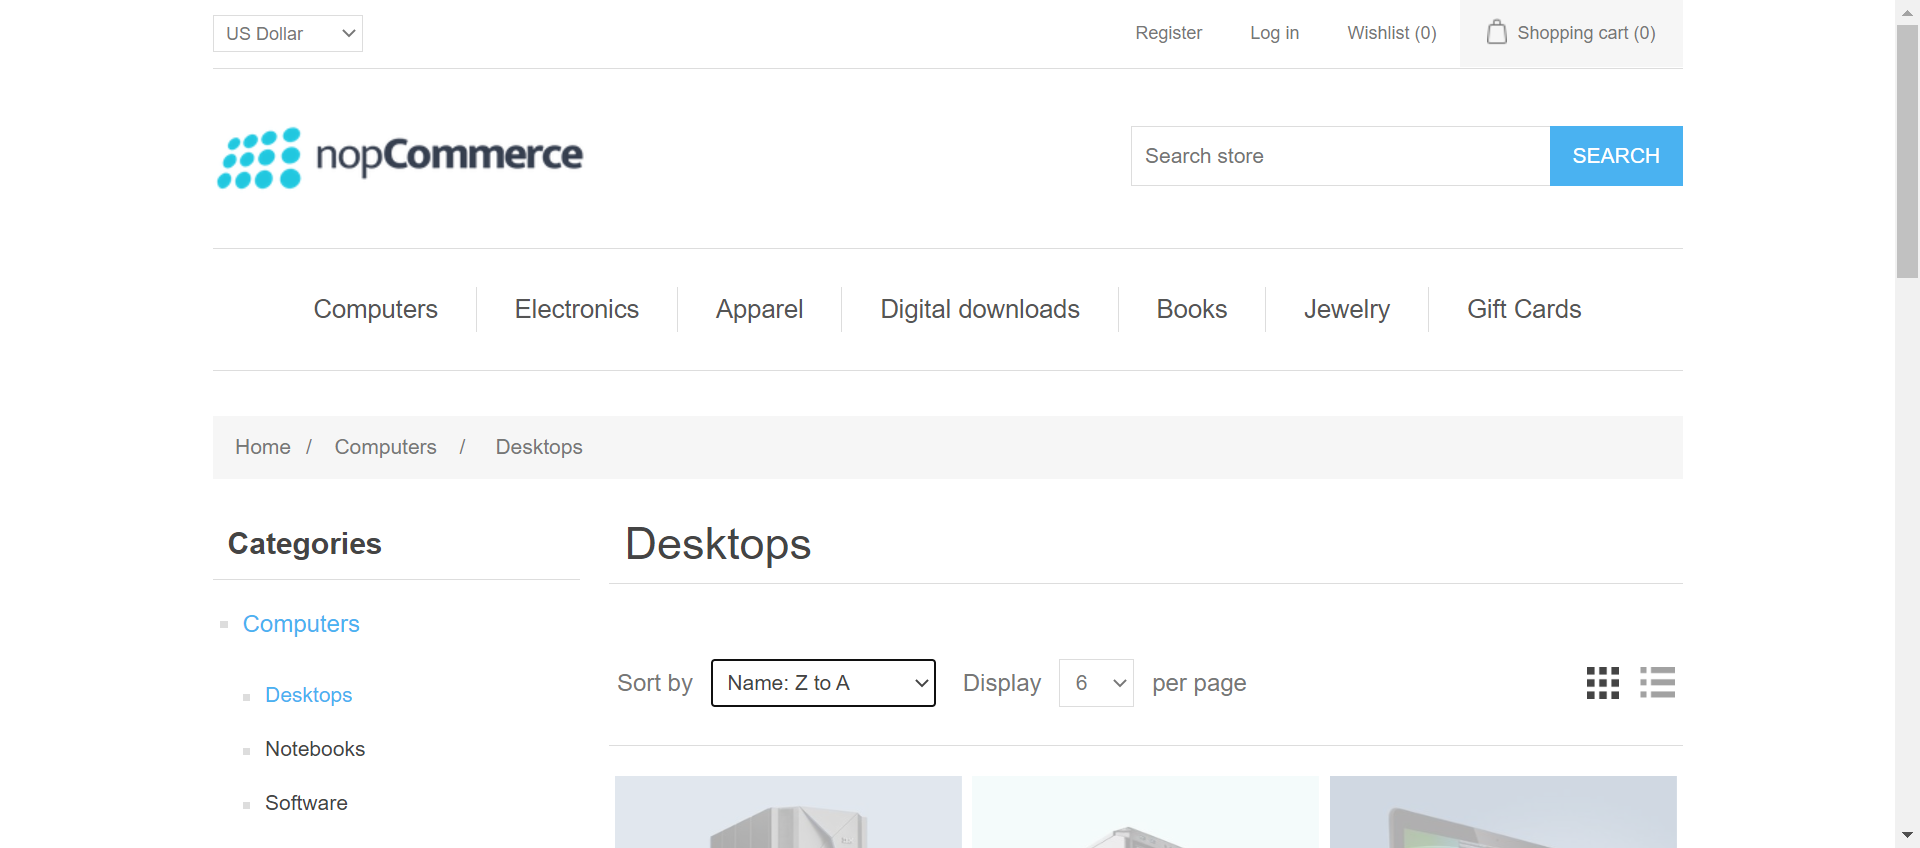 US Dollar
Register
Log in
Wishlist (0)
Shopping cart (0)
nopCommerce
Search store
SEARCH
Computers
Electronics
Apparel
Digital downloads
Books
Jewelry
Gift Cards
Home / Computers / Desktops
Categories
Computers
Desktops
Notebooks
Software
Desktops
Sort by Name: Z to A Display 6 per page